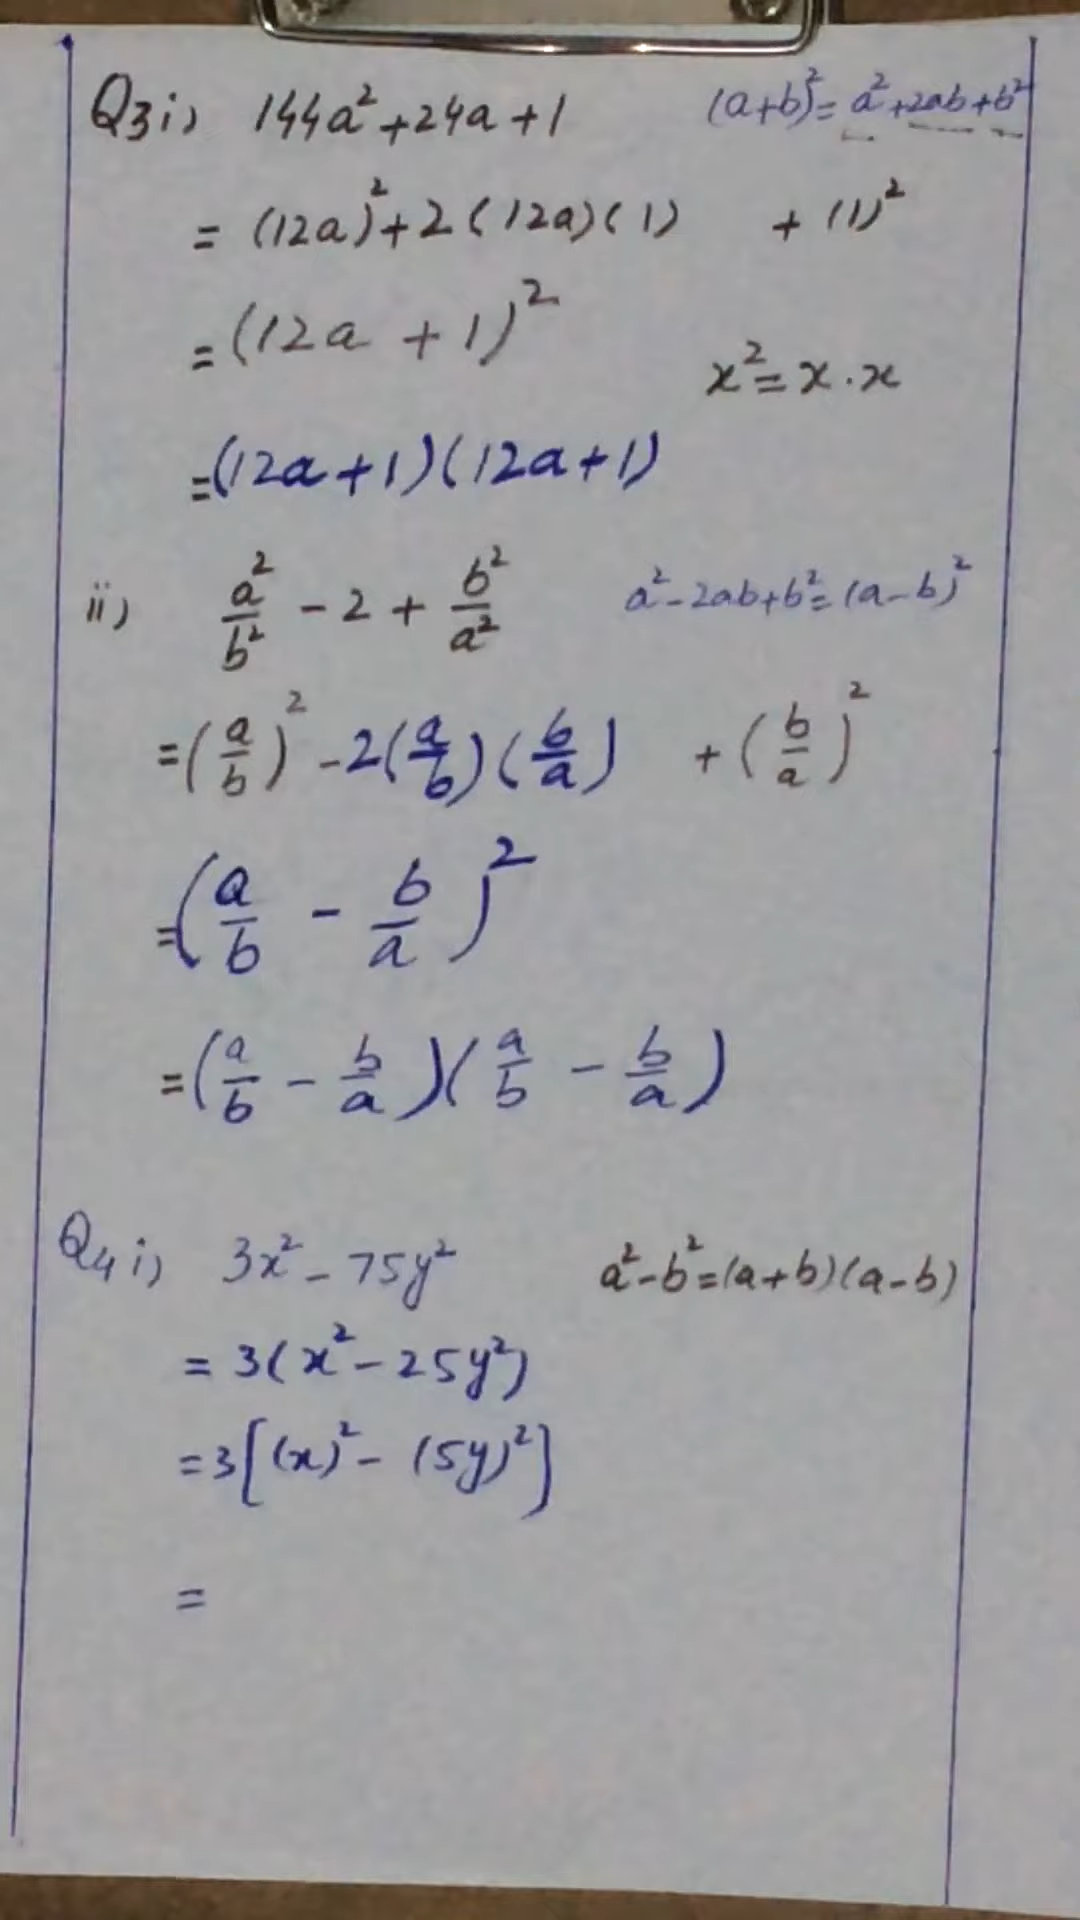 Q3i) 144a²+24a+1 (a+b)²= a²+2ab+b²
= (12a)²+2(12a)(1) + (1)²
=(12a +1)²
x²=x.x
=(12a+1)(12a+1)
ii) a²/b² - 2 + b²/a² a²-2ab+b²=(a-b)²
=(a/b)² -2(a/b)(b/a) +(b/a)²
=(a/b - b/a)²
=(a/b - b/a)(a/b - b/a)
Q4i) 3x²-75y² a²-b²=(a+b)(a-b)
= 3(x²-25y²)
=3[(x)²- (5y)²]
=